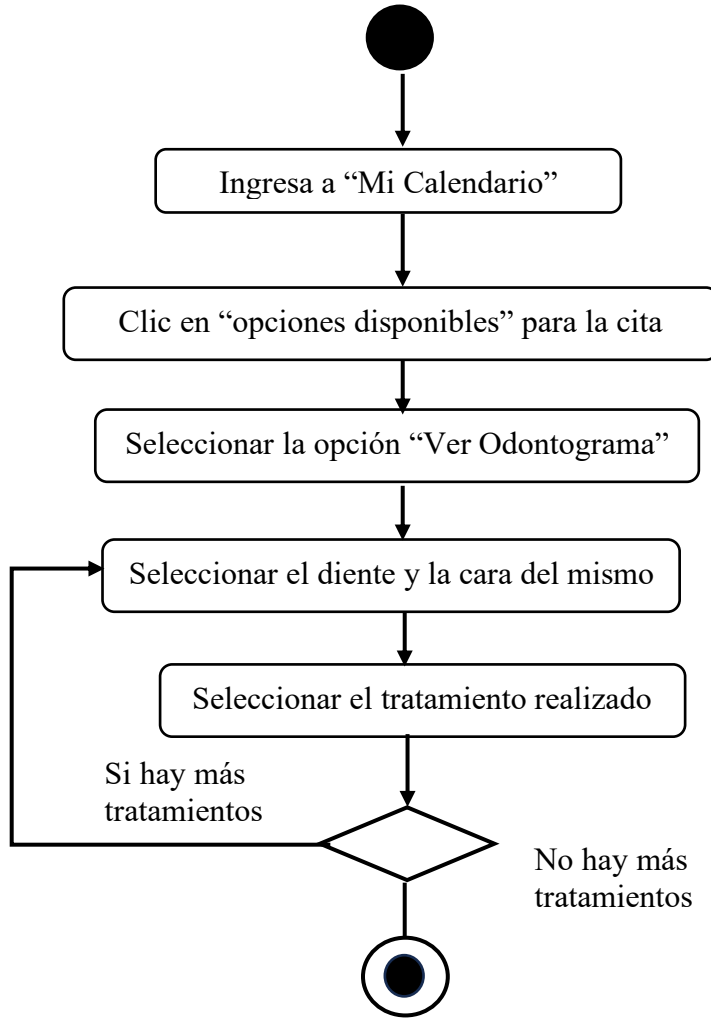 Ingresa a “Mi Calendario”
Clic en “opciones disponibles” para la cita
Seleccionar la opción “Ver Odontograma”
Seleccionar el diente y la cara del mismo
Seleccionar el tratamiento realizado
Si hay más
tratamientos
No hay más
tratamientos